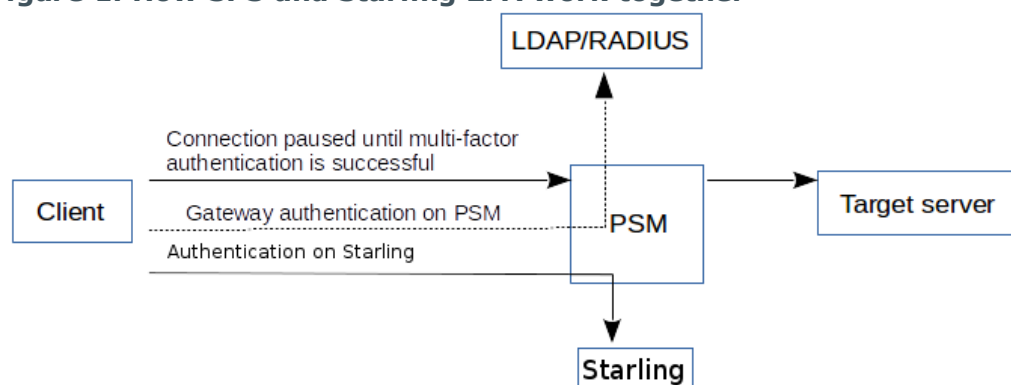 LDAP/RADIUS
Connection paused until multi-factor
authentication is successful
Client
Gateway authentication on PSM
PSM
Target server
Authentication on Starling
Starling